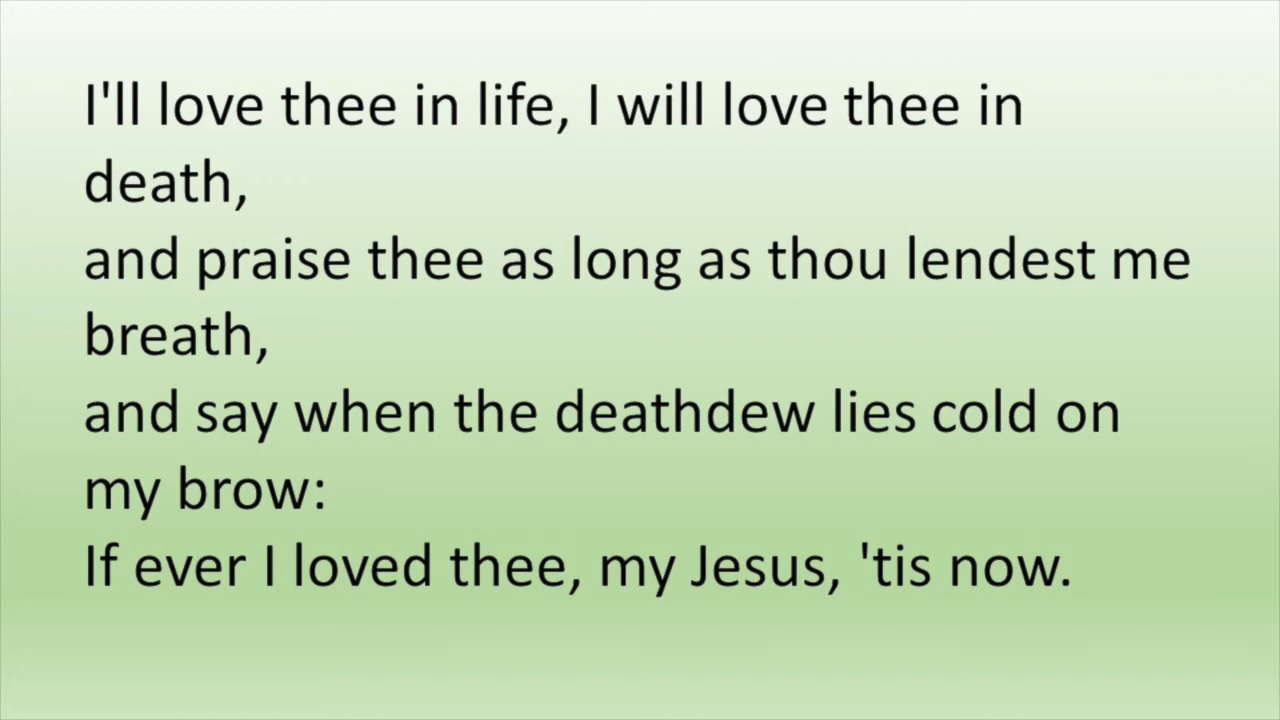 I'll love thee in life, I will love thee in
death,
and praise thee as long as thou lendest me
breath,
and say when the deathdew lies cold on
my brow:
If ever I loved thee, my Jesus, 'tis now.